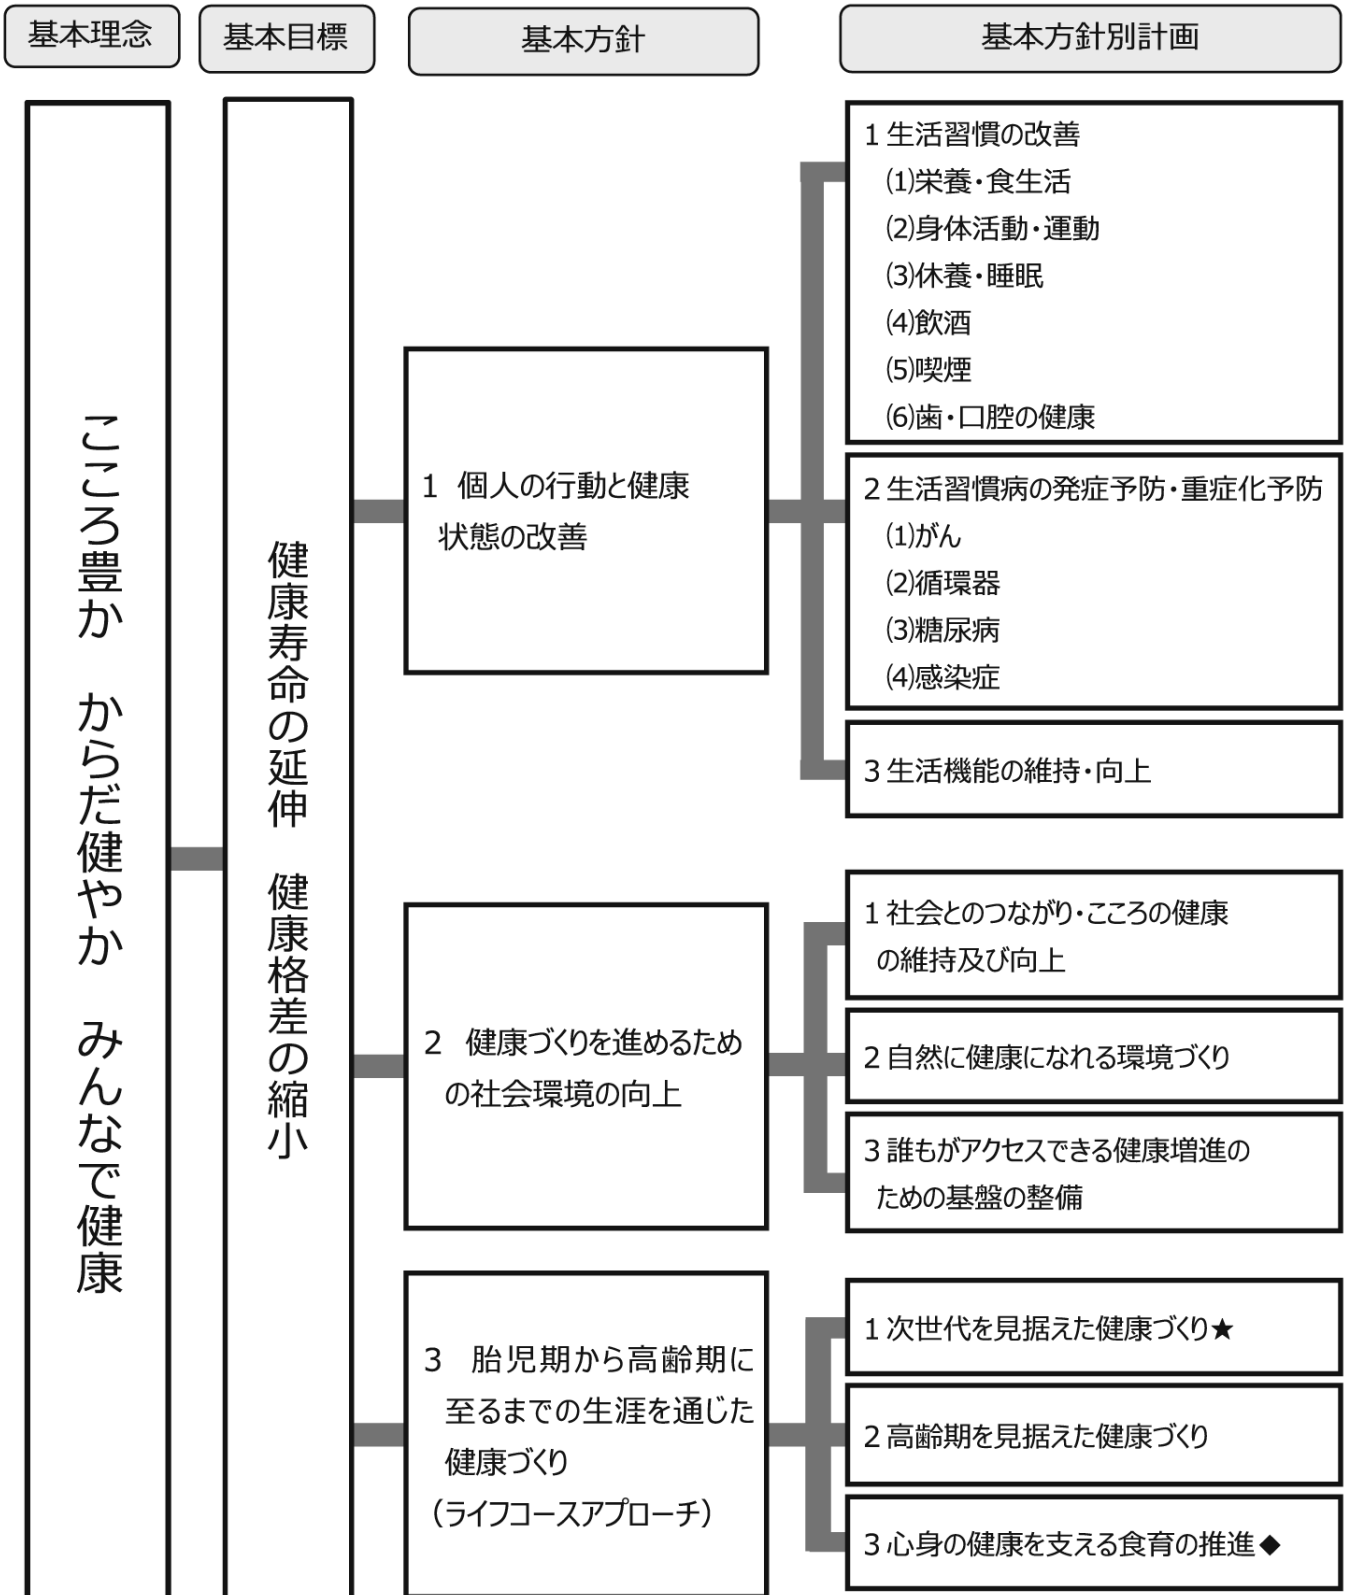 基本理念
基本目標
基本方針
基本方針別計画
こころ豊か　からだ健やか　みんなで健康
健康寿命の延伸　健康格差の縮小
1 個人の行動と健康
状態の改善
1 生活習慣の改善
(1)栄養・食生活
(2)身体活動・運動
(3)休養・睡眠
(4)飲酒
(5)喫煙
(6)歯・口腔の健康
2 生活習慣病の発症予防・重症化予防
(1)がん
(2)循環器
(3)糖尿病
(4)感染症
3 生活機能の維持・向上
2 健康づくりを進めるため
の社会環境の向上
1 社会とのつながり・こころの健康
の維持及び向上
2 自然に健康になれる環境づくり
3 誰もがアクセスできる健康増進の
ための基盤の整備
3 胎児期から高齢期に
至るまでの生涯を通じた
健康づくり
（ライフコースアプローチ）
1 次世代を見据えた健康づくり★
2 高齢期を見据えた健康づくり
3 心身の健康を支える食育の推進◆